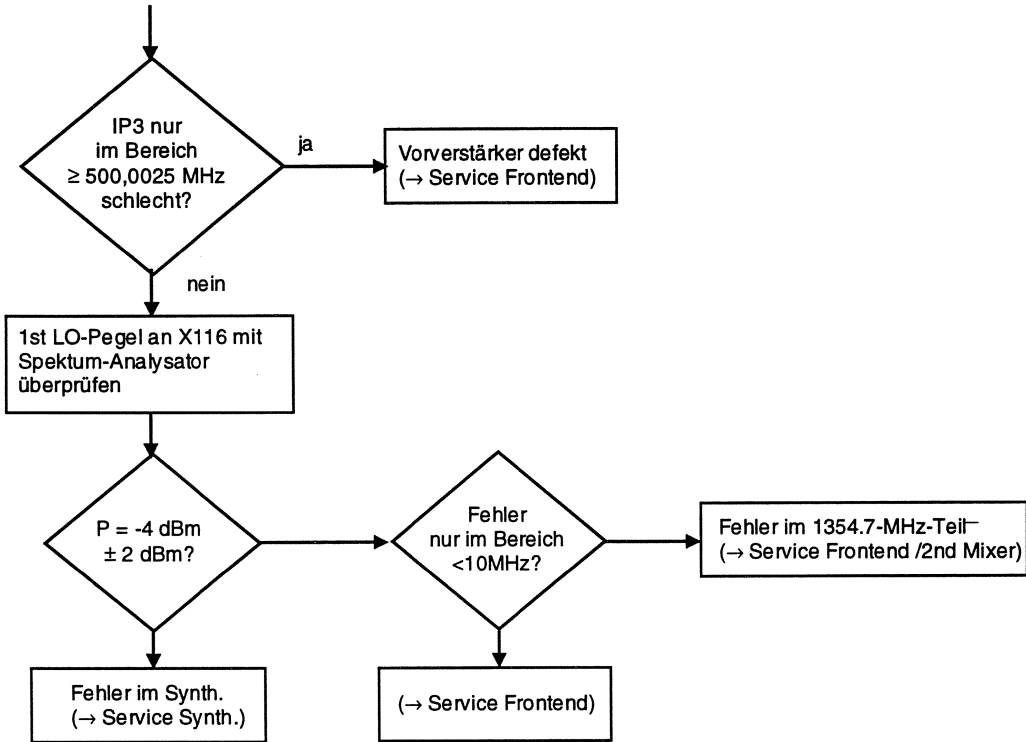 IP3 nur
im Bereich
≥ 500,0025 MHz
schlecht?
ja
Vorverstärker defekt
(→ Service Frontend)
nein
1st LO-Pegel an X116 mit
Spektum-Analysator
überprüfen
P = -4 dBm
± 2 dBm?
Fehler
nur im Bereich
<10MHz?
Fehler im 1354.7-MHz-Teil
(→ Service Frontend /2nd Mixer)
Fehler im Synth.
(→ Service Synth.)
(→ Service Frontend)